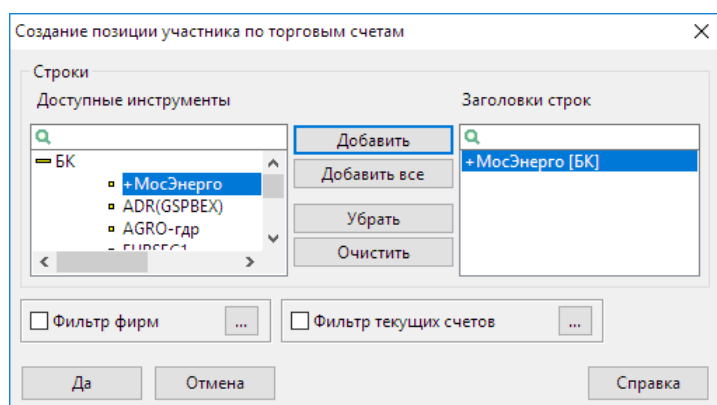 Создание позиции участника по торговым счетам
Строки
Доступные инструменты
Заголовки строк
БК
+МосЭнерго
ADR(GSPBEX)
AGRO-гдр
Добавить
Добавить все
Убрать
Очистить
+МосЭнерго [БК]
Фильтр фирм
...
Фильтр текущих счетов
...
Да
Отмена
Справка